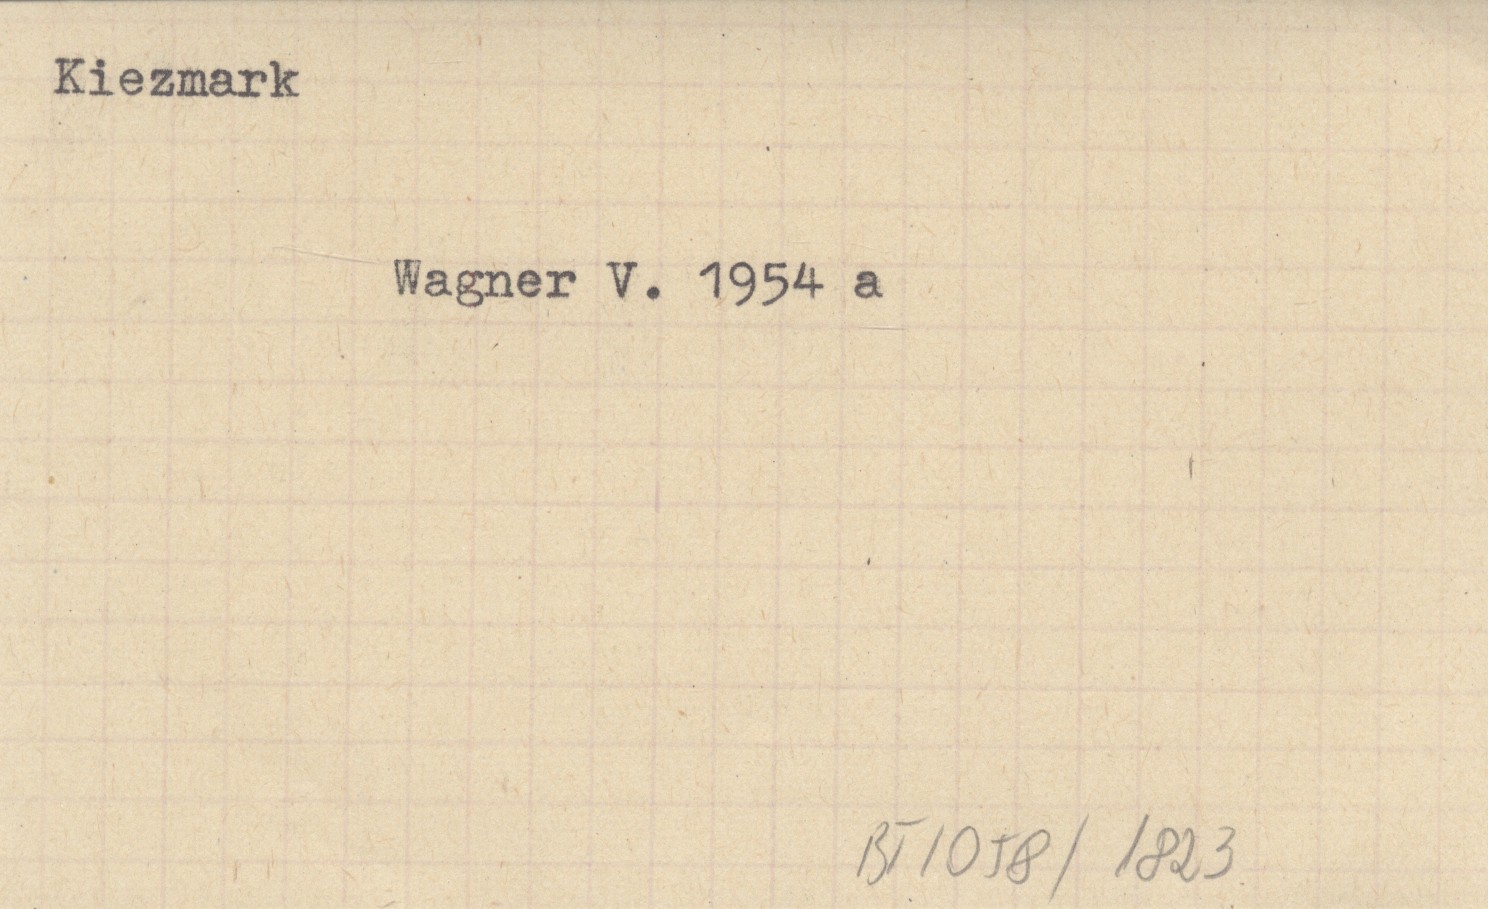 Kiezmark
Wagner V. 1954 a
BT 1058/ 1823